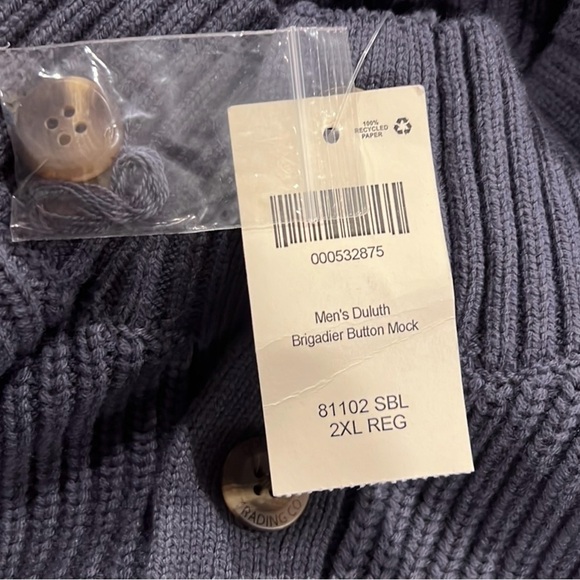 100%
RECYCLED
PAPER
000532875
Men's Duluth
Brigadier Button Mock
81102 SBL
2XL REG
TRADING CO